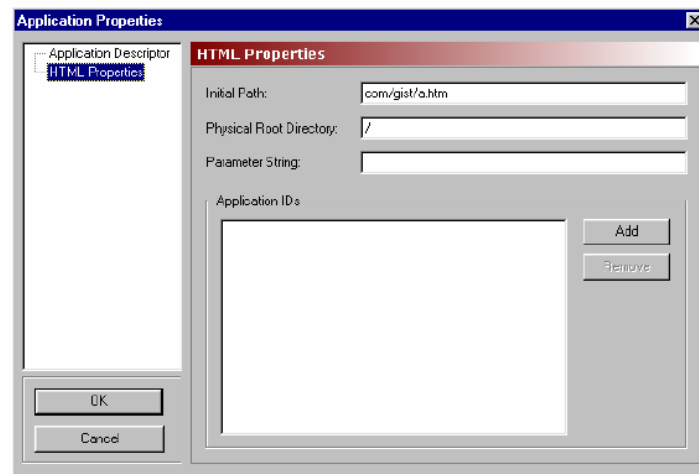 Application Properties
Application Descriptor
HTML Properties
HTML Properties
Initial Path:
com/gist/a.htm
Physical Root Directory:
/
Parameter String:
Application IDs
Add
Remove
OK
Cancel